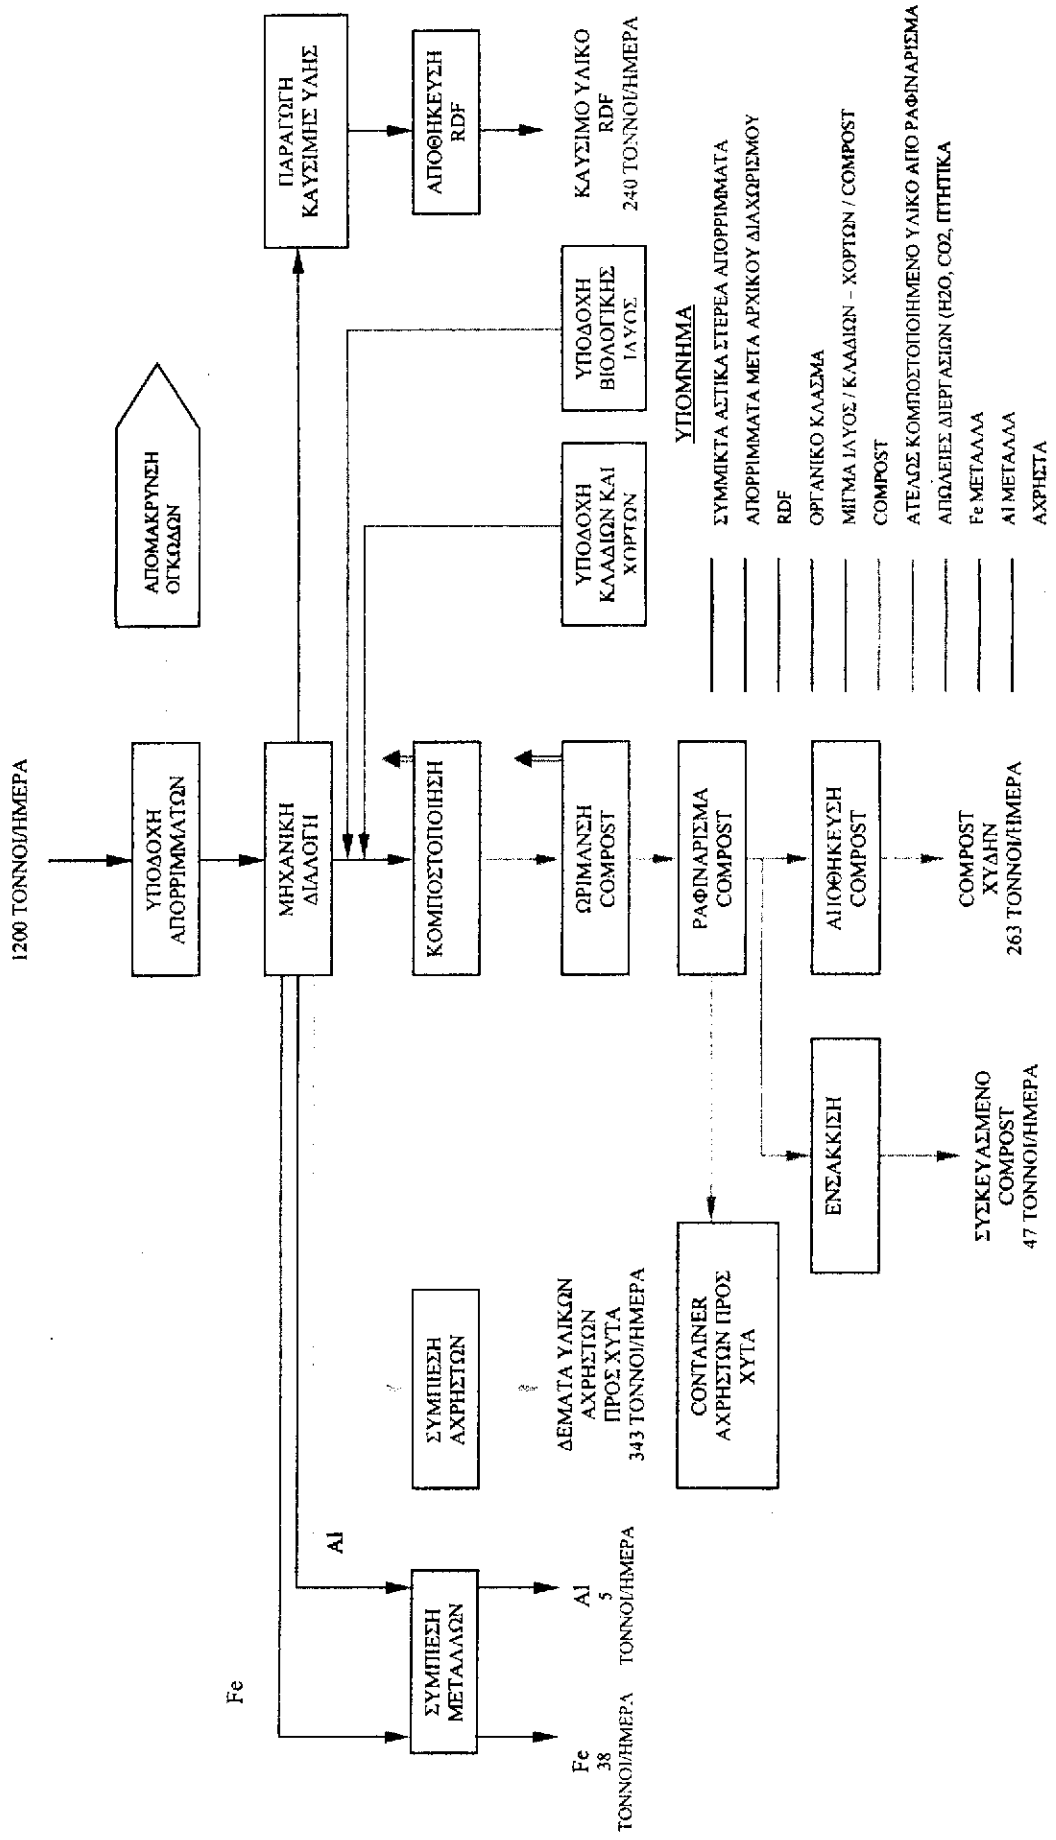 1200 ΤΟΝΝΟΙ/ΗΜΕΡΑ
ΥΠΟΔΟΧΗ
ΑΠΟΡΡΙΜΜΑΤΩΝ
ΑΠΟΜΑΚΡΥΝΣΗ
ΟΓΚΩΔΩΝ
Fe
Al
ΜΗΧΑΝΙΚΗ
ΔΙΑΛΟΓΗ
ΠΑΡΑΓΩΓΗ
ΚΑΥΣΙΜΗΣ ΥΛΗΣ
ΣΥΜΠΙΕΣΗ
ΜΕΤΑΛΛΩΝ
ΣΥΜΠΙΕΣΗ
ΑΧΡΗΣΤΩΝ
ΚΟΜΠΟΣΤΟΠΟΙΗΣΗ
ΑΠΟΘΗΚΕΥΣΗ
RDF
Fe
38
ΤΟΝΝΟΙ/ΗΜΕΡΑ
Al
5
ΤΟΝΝΟΙ/ΗΜΕΡΑ
ΔΕΜΑΤΑ ΥΛΙΚΩΝ
ΑΧΡΗΣΤΩΝ
ΠΡΟΣ ΧΥΤΑ
343 ΤΟΝΝΟΙ/ΗΜΕΡΑ
ΩΡΙΜΑΝΣΗ
COMPOST
ΥΠΟΔΟΧΗ
ΚΛΑΔΙΩΝ ΚΑΙ
ΧΟΡΤΩΝ
ΥΠΟΔΟΧΗ
ΒΙΟΛΟΓΙΚΗΣ
ΙΛΥΟΣ
ΚΑΥΣΙΜΟ ΥΛΙΚΟ
RDF
240 ΤΟΝΝΟΙ/ΗΜΕΡΑ
CONTAINER
ΑΧΡΗΣΤΩΝ ΠΡΟΣ
ΧΥΤΑ
ΡΑΦΙΝΑΡΙΣΜΑ
COMPOST
ΕΝΣΑΚΚΙΣΗ
ΑΠΟΘΗΚΕΥΣΗ
COMPOST
ΣΥΣΚΕΥΑΣΜΕΝΟ
COMPOST
47 ΤΟΝΝΟΙ/ΗΜΕΡΑ
COMPOST
ΧΥΔΗΝ
263 ΤΟΝΝΟΙ/ΗΜΕΡΑ
ΥΠΟΜΝΗΜΑ
ΣΥΜΜΙΚΤΑ ΑΣΤΙΚΑ ΣΤΕΡΕΑ ΑΠΟΡΡΙΜΜΑΤΑ
ΑΠΟΡΡΙΜΜΑΤΑ ΜΕΤΑ ΑΡΧΙΚΟΥ ΔΙΑΧΩΡΙΣΜΟΥ
RDF
ΟΡΓΑΝΙΚΟ ΚΛΑΣΜΑ
ΜΙΓΜΑ ΙΛΥΟΣ / ΚΛΑΔΙΩΝ – ΧΟΡΤΩΝ / COMPOST
COMPOST
ΑΤΕΛΩΣ ΚΟΜΠΟΣΤΟΠΟΙΗΜΕΝΟ ΥΛΙΚΟ ΑΠΟ ΡΑΦΙΝΑΡΙΣΜΑ
ΑΠΩΛΕΙΕΣ ΔΙΕΡΓΑΣΙΩΝ (H2O, CO2, ΠΤΗΤΙΚΑ
Fe ΜΕΤΑΛΛΑ
Al ΜΕΤΑΛΛΑ
ΑΧΡΗΣΤΑ